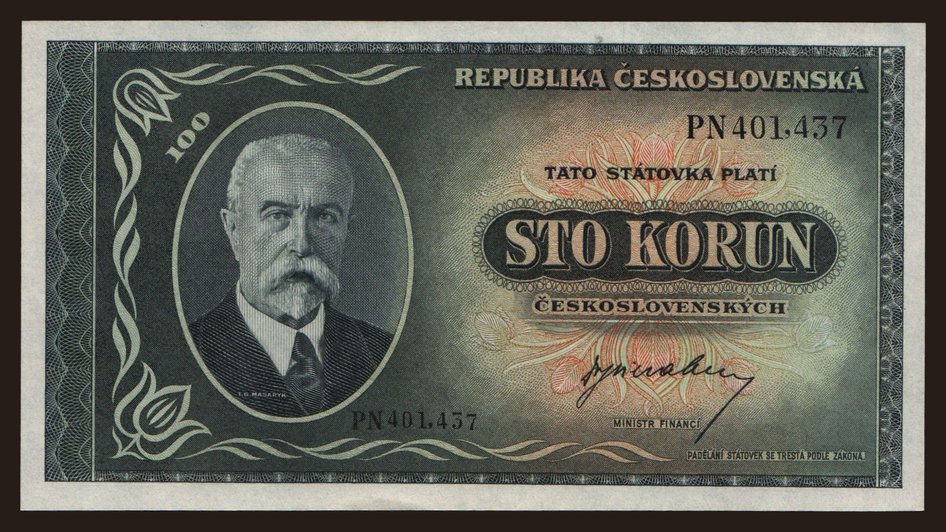 REPUBLIKA ČESKOSLOVENSKÁ
100
PN401,437
TATO STÁTOVKA PLATÍ
STO KORUN
ČESKOSLOVENSKÝCH
T. G. MASARYK
PN401,437
MINISTR FINANCÍ
PADĚLÁNÍ STÁTOVEK SE TRESTÁ PODLE ZÁKONA.